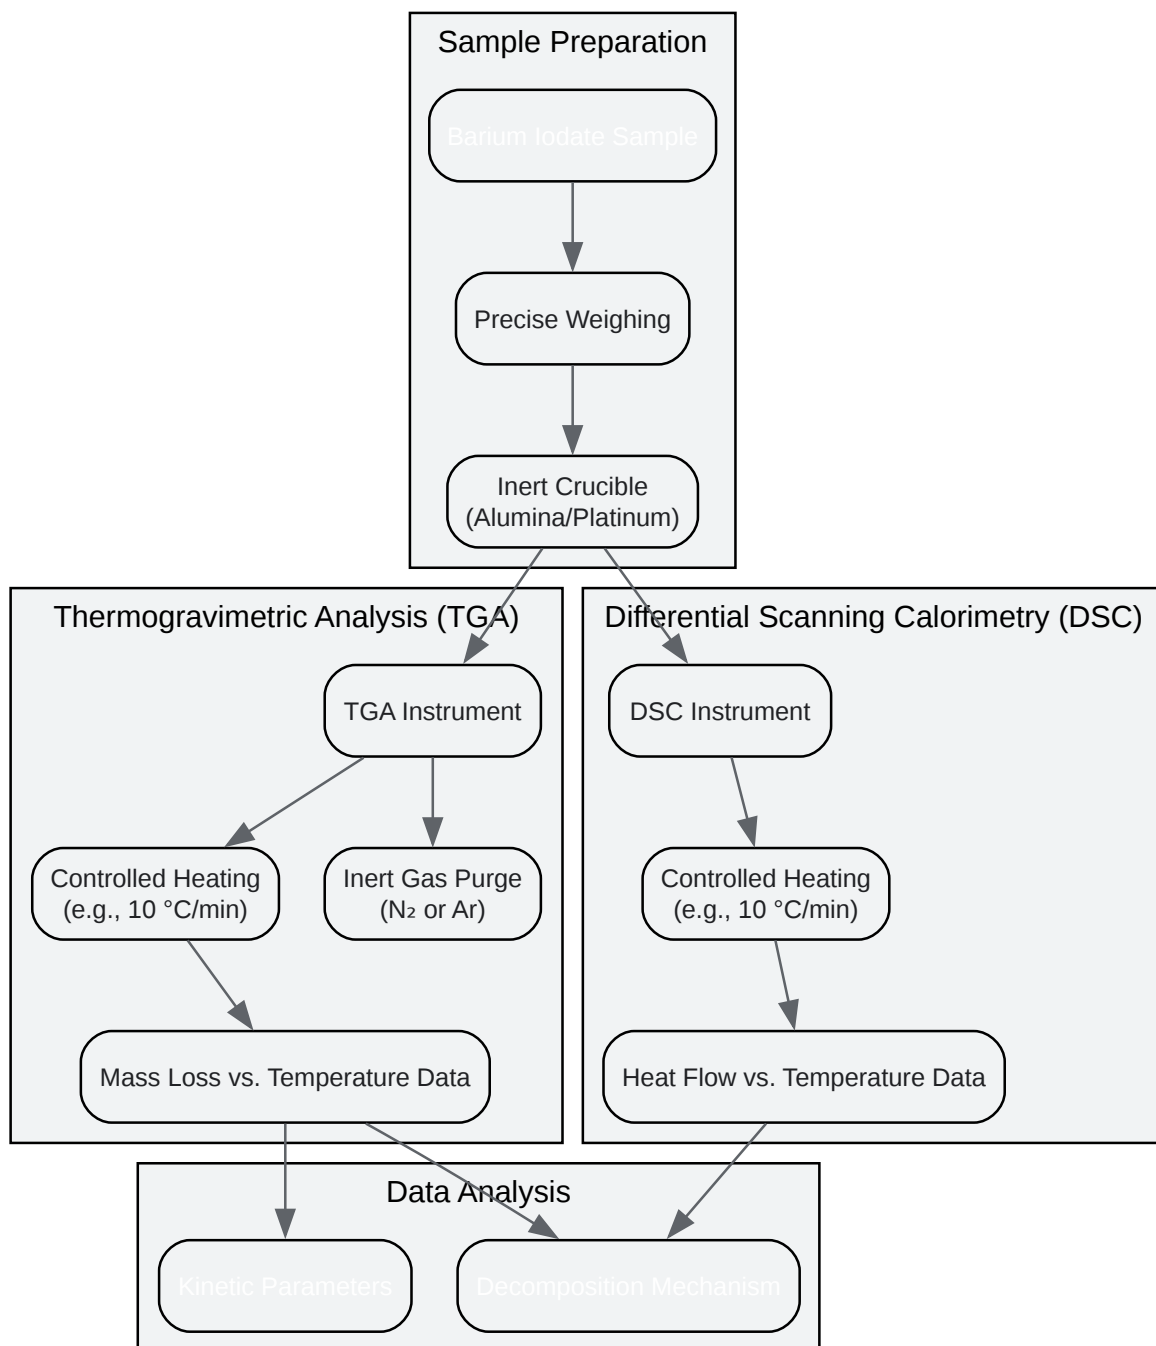 Sample Preparation
Barium Iodate Sample
Precise Weighing
Inert Crucible
(Alumina/Platinum)
Thermogravimetric Analysis (TGA)
TGA Instrument
Controlled Heating
(e.g., 10 °C/min)
Inert Gas Purge
(N₂ or Ar)
Mass Loss vs. Temperature Data
Differential Scanning Calorimetry (DSC)
DSC Instrument
Controlled Heating
(e.g., 10 °C/min)
Heat Flow vs. Temperature Data
Data Analysis
Kinetic Parameters
Decomposition Mechanism